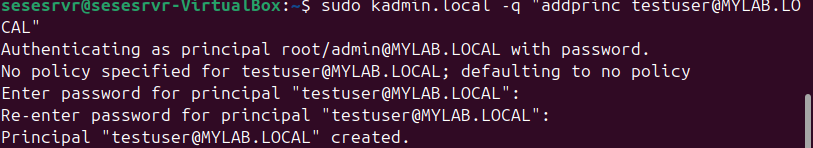 sesesrvr@sesesrvr-VirtualBox:~$ sudo kadmin.local -q "addprinc testuser@MYLAB.LO
CAL"
Authenticating as principal root/admin@MYLAB.LOCAL with password.
No policy specified for testuser@MYLAB.LOCAL; defaulting to no policy
Enter password for principal "testuser@MYLAB.LOCAL":
Re-enter password for principal "testuser@MYLAB.LOCAL":
Principal "testuser@MYLAB.LOCAL" created.